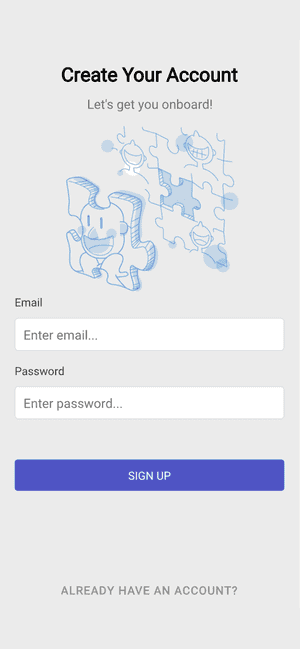 Create Your Account
Let's get you onboard!
Email
Enter email...
Password
Enter password...
SIGN UP
ALREADY HAVE AN ACCOUNT?